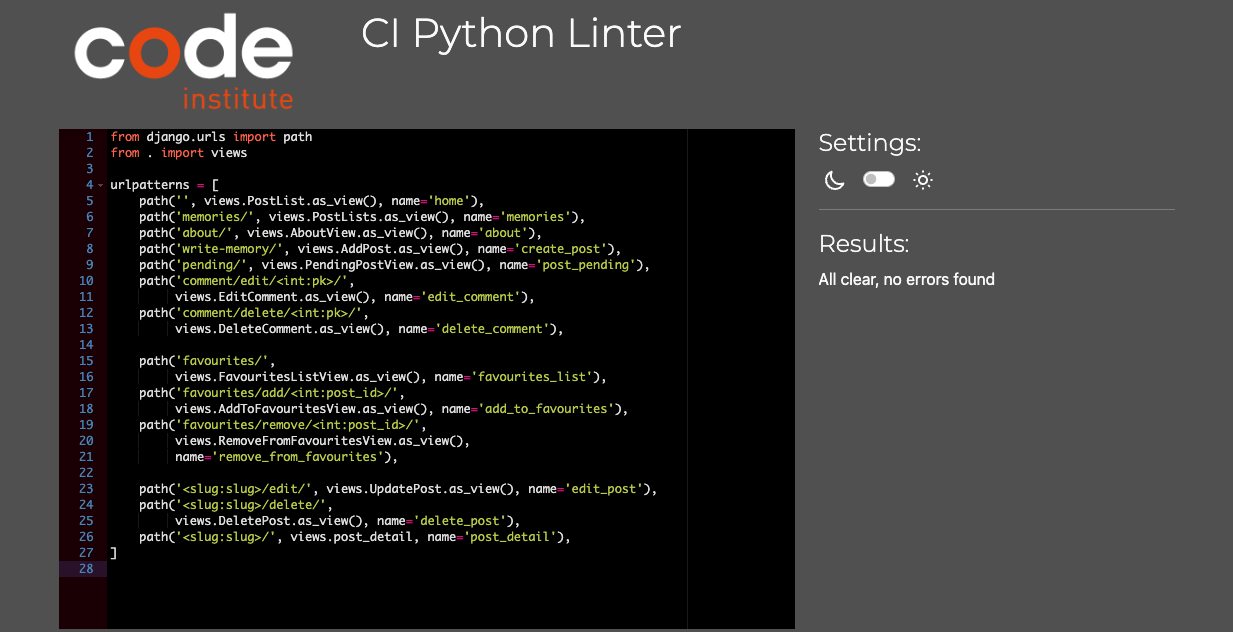 code
institute
CI Python Linter
1 from django.urls import path
2 from . import views
3
4 urlpatterns = [
5     path('', views.PostList.as_view(), name='home'),
6     path('memories/', views.PostLists.as_view(), name='memories'),
7     path('about/', views.AboutView.as_view(), name='about'),
8     path('write-memory/', views.AddPost.as_view(), name='create_post'),
9     path('pending/', views.PendingPostView.as_view(), name='post_pending'),
10     path('comment/edit/<int:pk>/',
11          views.EditComment.as_view(), name='edit_comment'),
12     path('comment/delete/<int:pk>/',
13          views.DeleteComment.as_view(), name='delete_comment'),
14
15     path('favourites/',
16          views.FavouritesListView.as_view(), name='favourites_list'),
17     path('favourites/add/<int:post_id>/',
18          views.AddToFavouritesView.as_view(), name='add_to_favourites'),
19     path('favourites/remove/<int:post_id>/',
20          views.RemoveFromFavouritesView.as_view(),
21          name='remove_from_favourites'),
22
23     path('<slug:slug>/edit/', views.UpdatePost.as_view(), name='edit_post'),
24     path('<slug:slug>/delete/',
25          views.DeletePost.as_view(), name='delete_post'),
26     path('<slug:slug>/', views.post_detail, name='post_detail'),
27 ]
28
Settings:
Results:
All clear, no errors found